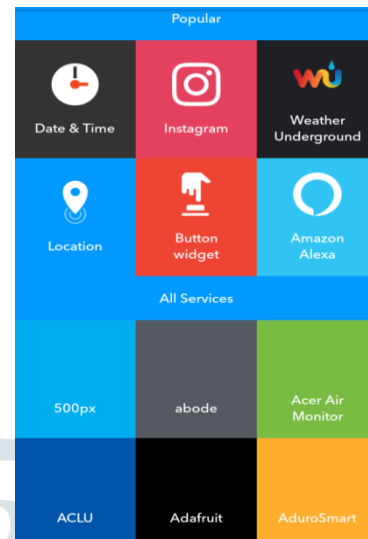 Popular
Date & Time
Instagram
Weather
Underground
Location
Button
widget
Amazon
Alexa
All Services
500px
abode
Acer Air
Monitor
ACLU
Adafruit
AduroSmart